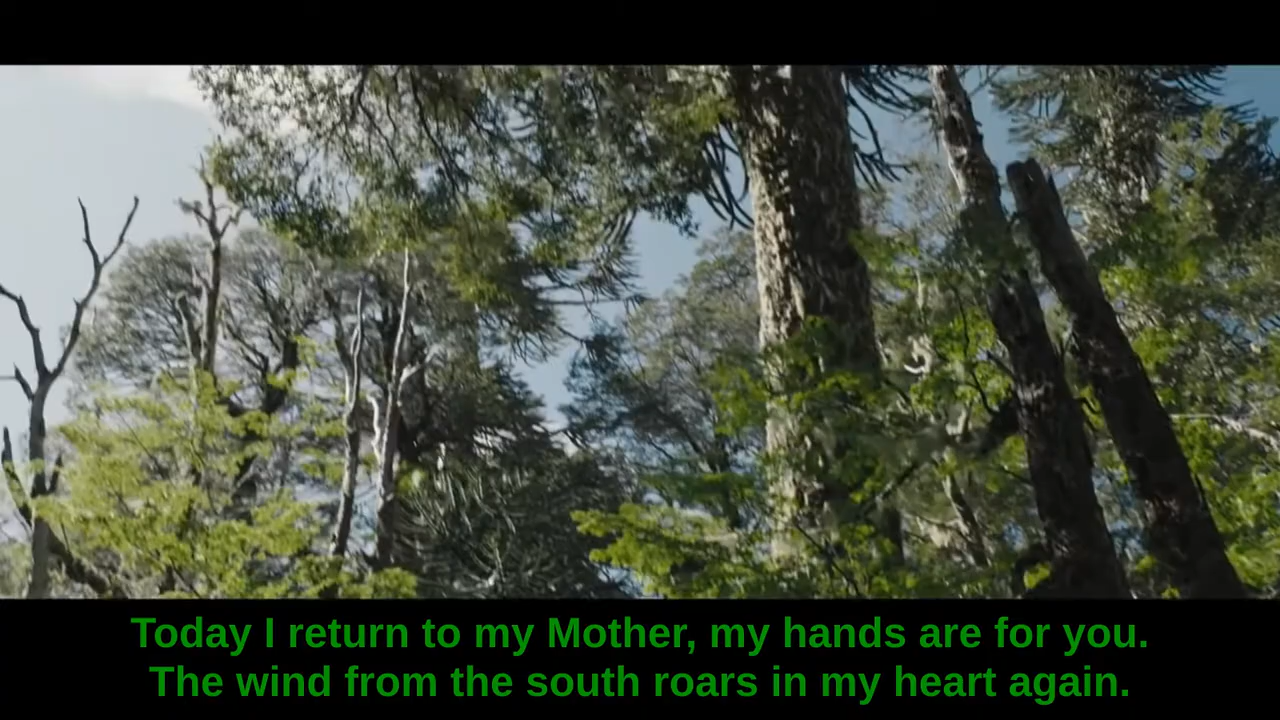 Today I return to my Mother, my hands are for you.
The wind from the south roars in my heart again.